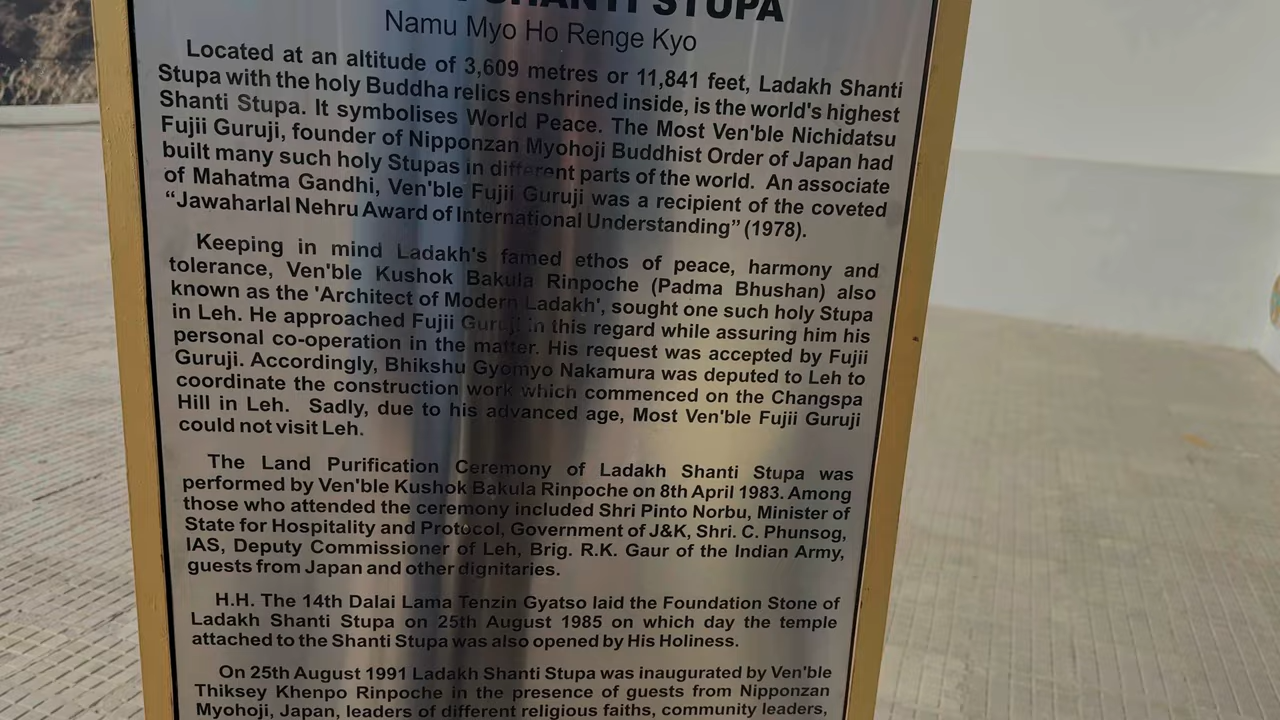 SHANTI STUPA
Namu Myo Ho Renge Kyo
Located at an altitude of 3,609 metres or 11,841 feet, Ladakh Shanti
Stupa with the holy Buddha relics enshrined inside, is the world's highest
Shanti Stupa. It symbolises World Peace. The Most Ven'ble Nichidatsu
Fujii Guruji, founder of Nipponzan Myohoji Buddhist Order of Japan had
built many such holy Stupas in different parts of the world. An associate
of Mahatma Gandhi, Ven'ble Fujii Guruji was a recipient of the coveted
“Jawaharlal Nehru Award of International Understanding” (1978).
Keeping in mind Ladakh's famed ethos of peace, harmony and
tolerance, Ven'ble Kushok Bakula Rinpoche (Padma Bhushan) also
known as the 'Architect of Modern Ladakh', sought one such holy Stupa
in Leh. He approached Fujii Guruji in this regard while assuring him his
personal co-operation in the matter. His request was accepted by Fujii
Guruji. Accordingly, Bhikshu Gyomyo Nakamura was deputed to Leh to
coordinate the construction work which commenced on the Changspa
Hill in Leh. Sadly, due to his advanced age, Most Ven'ble Fujii Guruji
could not visit Leh.
The Land Purification Ceremony of Ladakh Shanti Stupa was
performed by Ven'ble Kushok Bakula Rinpoche on 8th April 1983. Among
those who attended the ceremony included Shri Pinto Norbu, Minister of
State for Hospitality and Protocol, Government of J&K, Shri. C. Phunsog,
IAS, Deputy Commissioner of Leh, Brig. R.K. Gaur of the Indian Army,
guests from Japan and other dignitaries.
H.H. The 14th Dalai Lama Tenzin Gyatso laid the Foundation Stone of
Ladakh Shanti Stupa on 25th August 1985 on which day the temple
attached to the Shanti Stupa was also opened by His Holiness.
On 25th August 1991 Ladakh Shanti Stupa was inaugurated by Ven'ble
Thiksey Khenpo Rinpoche in the presence of guests from Nipponzan
Myohoji, Japan, leaders of different religious faiths, community leaders,